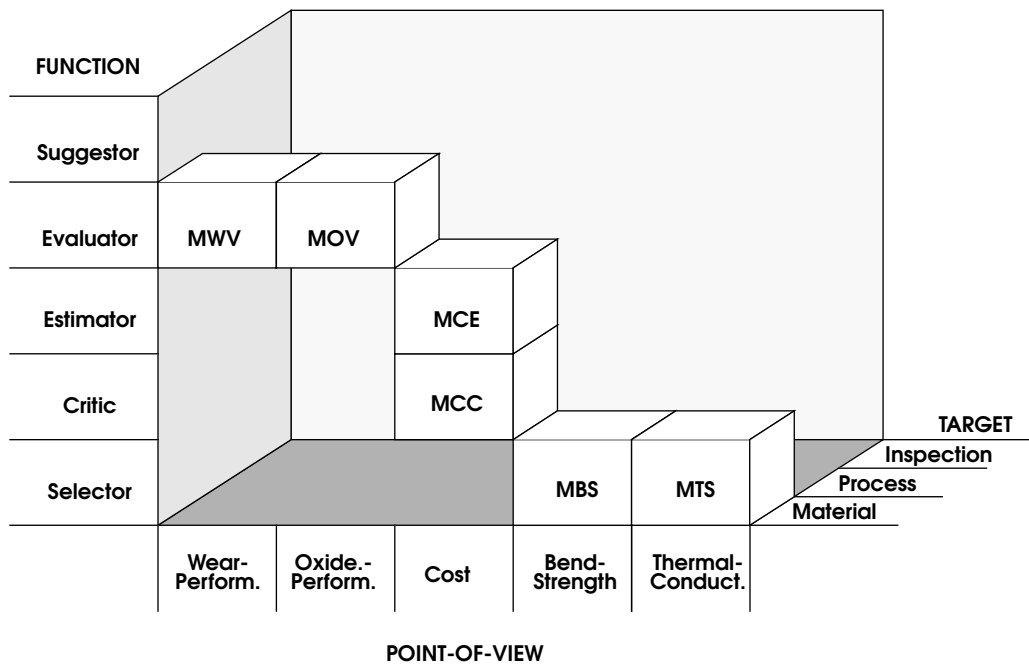 FUNCTION
Suggestor
Evaluator
MWV
MOV
Estimator
MCE
Critic
MCC
TARGET
Inspection
Selector
MBS
MTS
Process
Material
Wear-
Perform.
Oxide.-
Perform.
Cost
Bend-
Strength
Thermal-
Conduct.
POINT-OF-VIEW